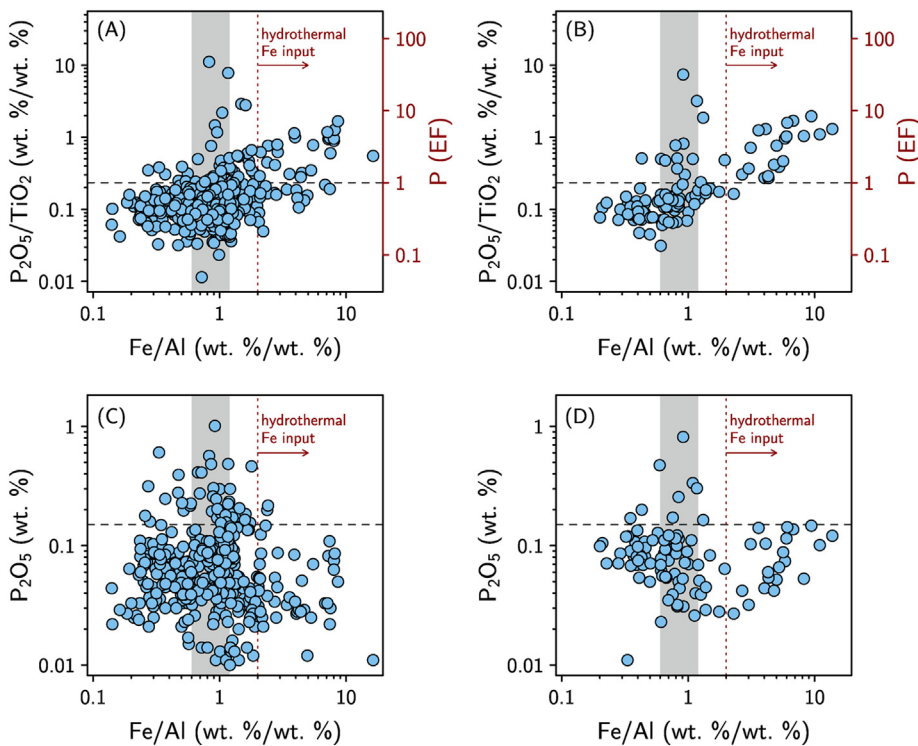 (A)
hydrothermal
Fe input
P₂O₅/TiO₂ (wt. %/wt. %)
10
1
0.1
0.01
100
10
1
0.1
P (EF)
0.1
1
10
Fe/Al (wt. %/wt. %)
(B)
hydrothermal
Fe input
P₂O₅/TiO₂ (wt. %/wt. %)
10
1
0.1
0.01
100
10
1
0.1
P (EF)
0.1
1
10
Fe/Al (wt. %/wt. %)
(C)
hydrothermal
Fe input
P₂O₅ (wt. %)
1
0.1
0.01
0.1
1
10
Fe/Al (wt. %/wt. %)
(D)
hydrothermal
Fe input
P₂O₅ (wt. %)
1
0.1
0.01
0.1
1
10
Fe/Al (wt. %/wt. %)